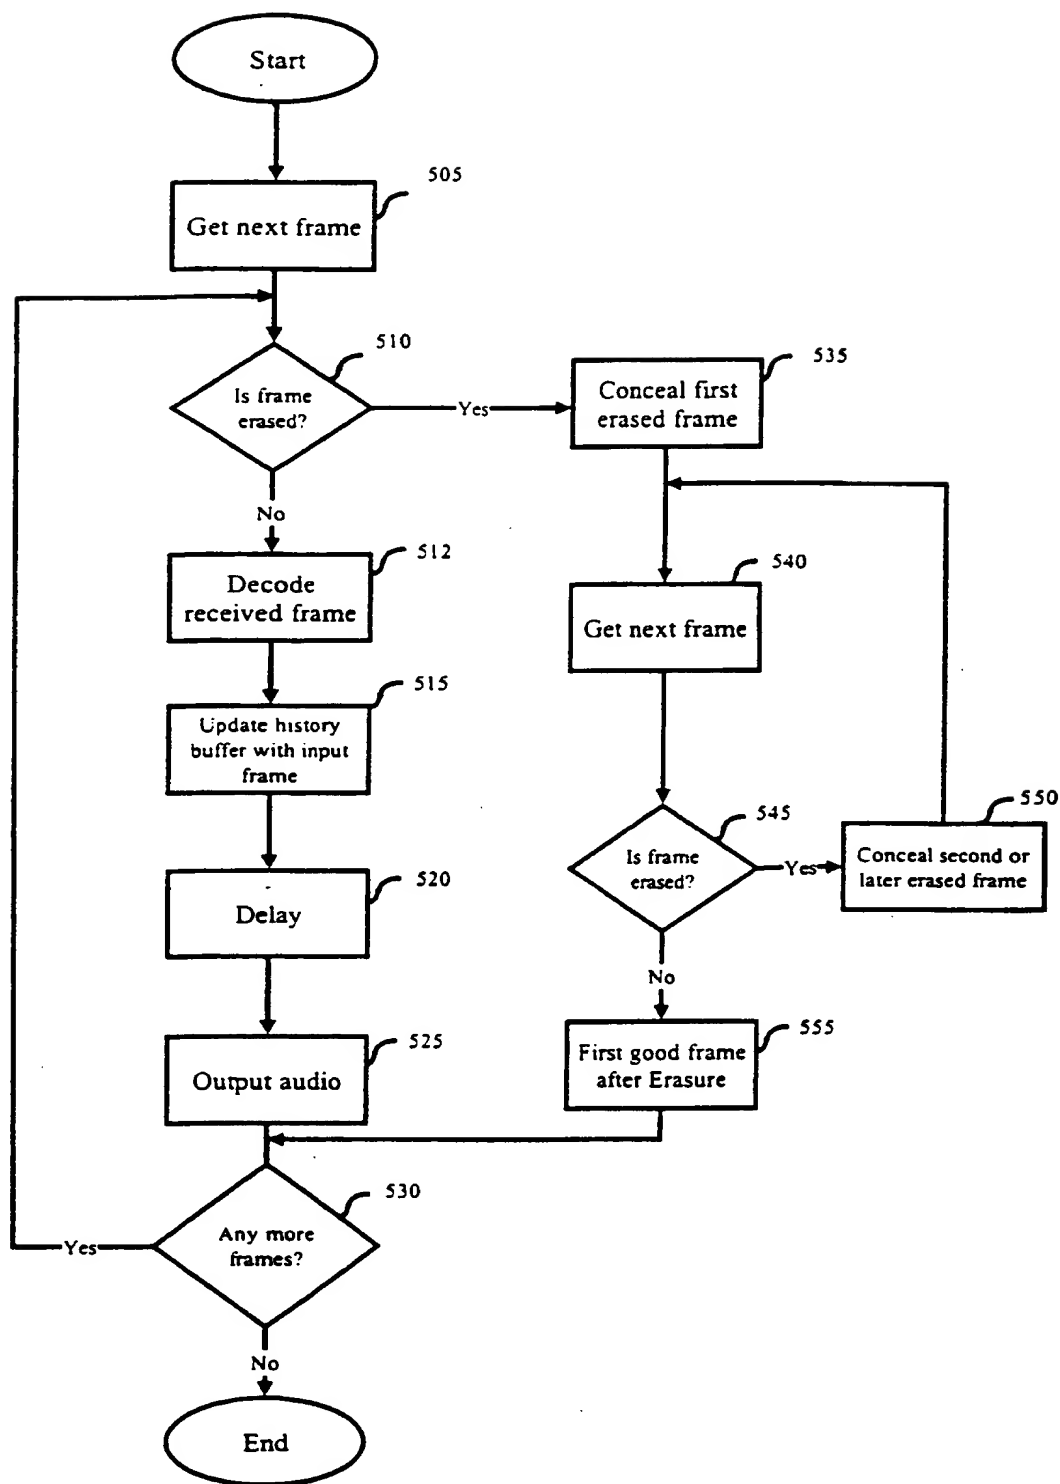 Start
505
Get next frame
510
Is frame
erased?
Yes
535
Conceal first
erased frame
No
512
Decode
received frame
540
Get next frame
515
Update history
buffer with input
frame
545
Is frame
erased?
Yes
550
Conceal second or
later erased frame
520
Delay
No
525
Output audio
555
First good frame
after Erasure
530
Any more
frames?
Yes
No
End